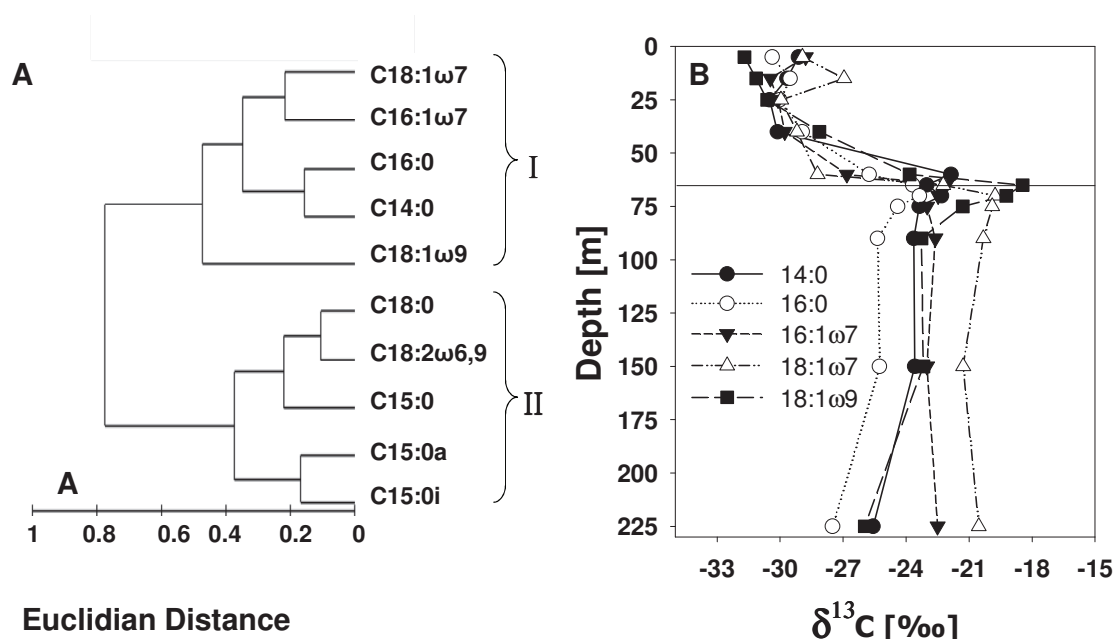 A
C18:1ω7
C16:1ω7
C16:0
C14:0
C18:1ω9
I
C18:0
C18:2ω6,9
C15:0
C15:0a
C15:0i
II
A
1 0.8 0.6 0.4 0.2 0
Euclidian Distance
B
0
25
50
75
100
125
150
175
200
225
Depth [m]
14:0
16:0
16:1ω7
18:1ω7
18:1ω9
-33 -30 -27 -24 -21 -18 -15
δ13C [‰]